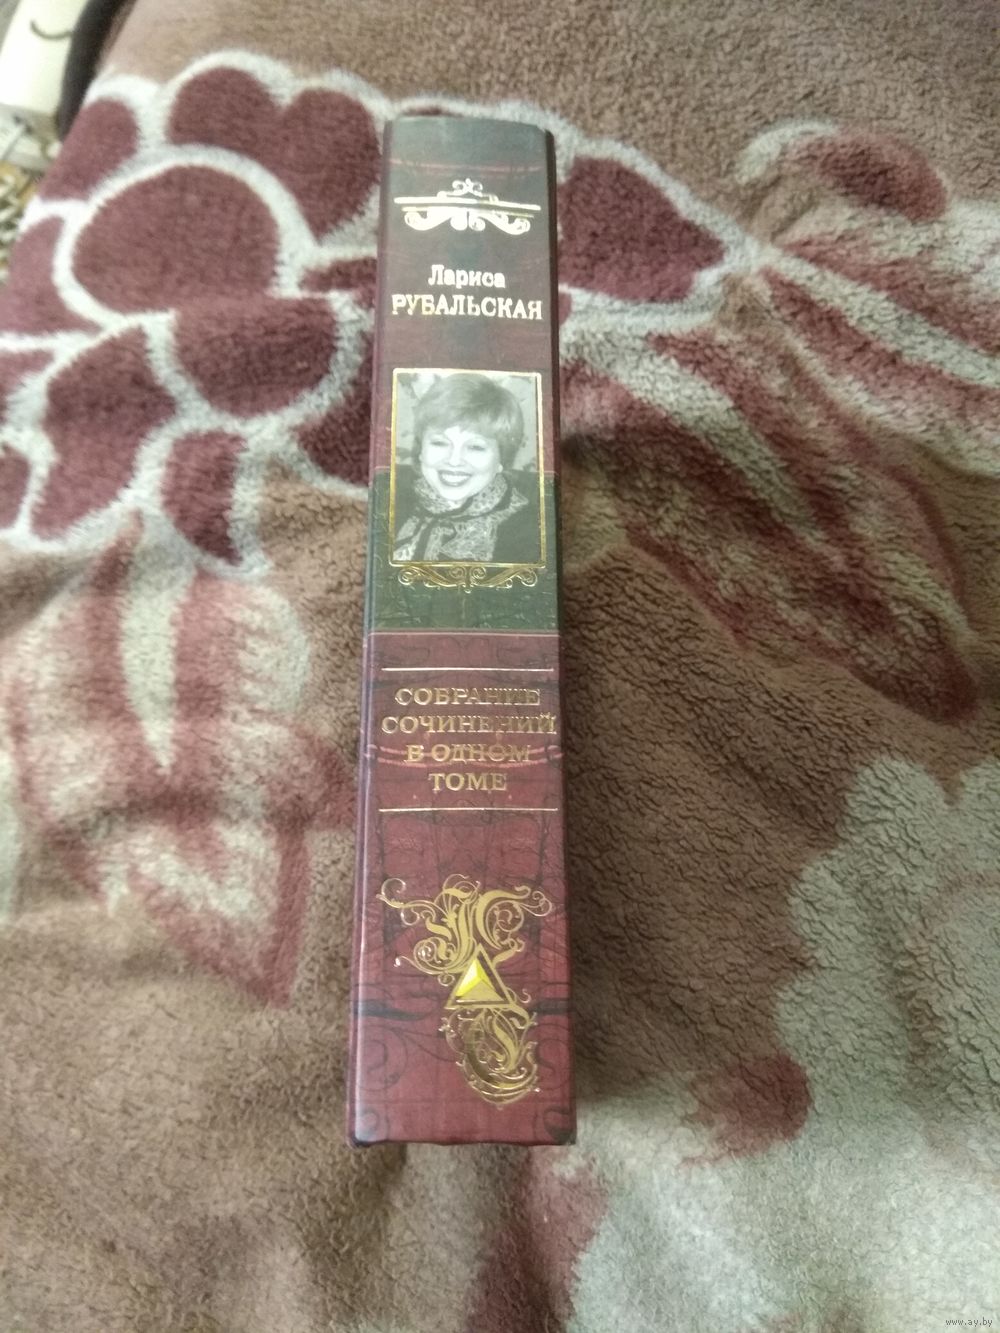 Лариса
РУБАЛЬСКАЯ
СОБРАНИЕ
СОЧИНЕНИЙ
В ОДНОМ
ТОМЕ
www.ay.by